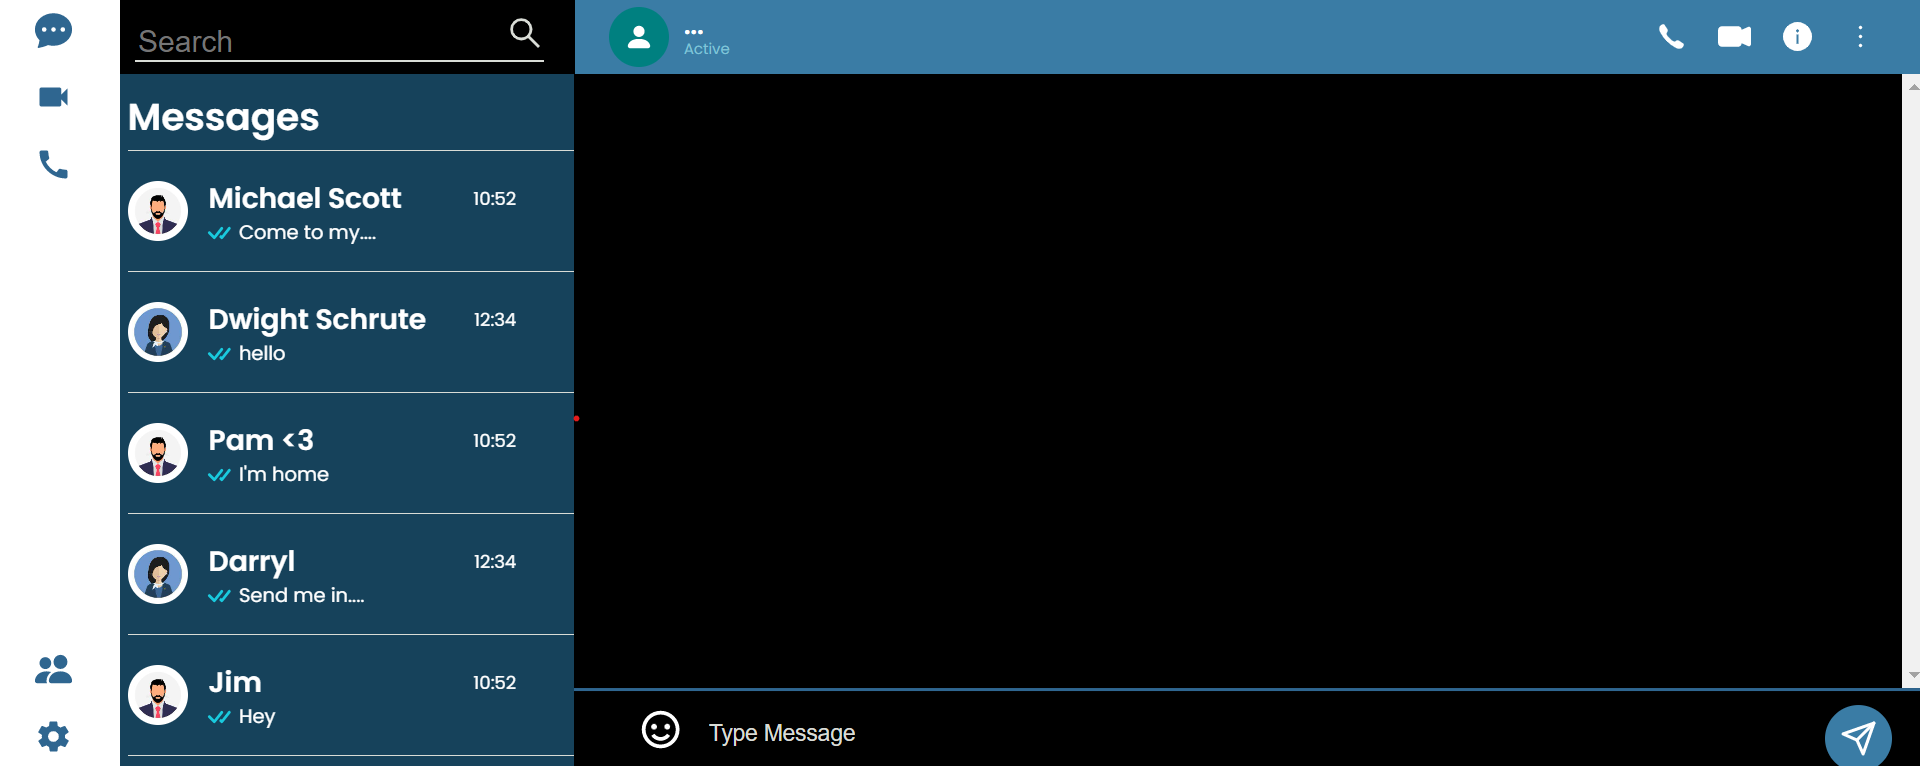 Search
...
Active
Messages
Michael Scott
10:52
Come to my....
Dwight Schrute
12:34
hello
Pam <3
10:52
I'm home
Darryl
12:34
Send me in....
Jim
10:52
Hey
Type Message